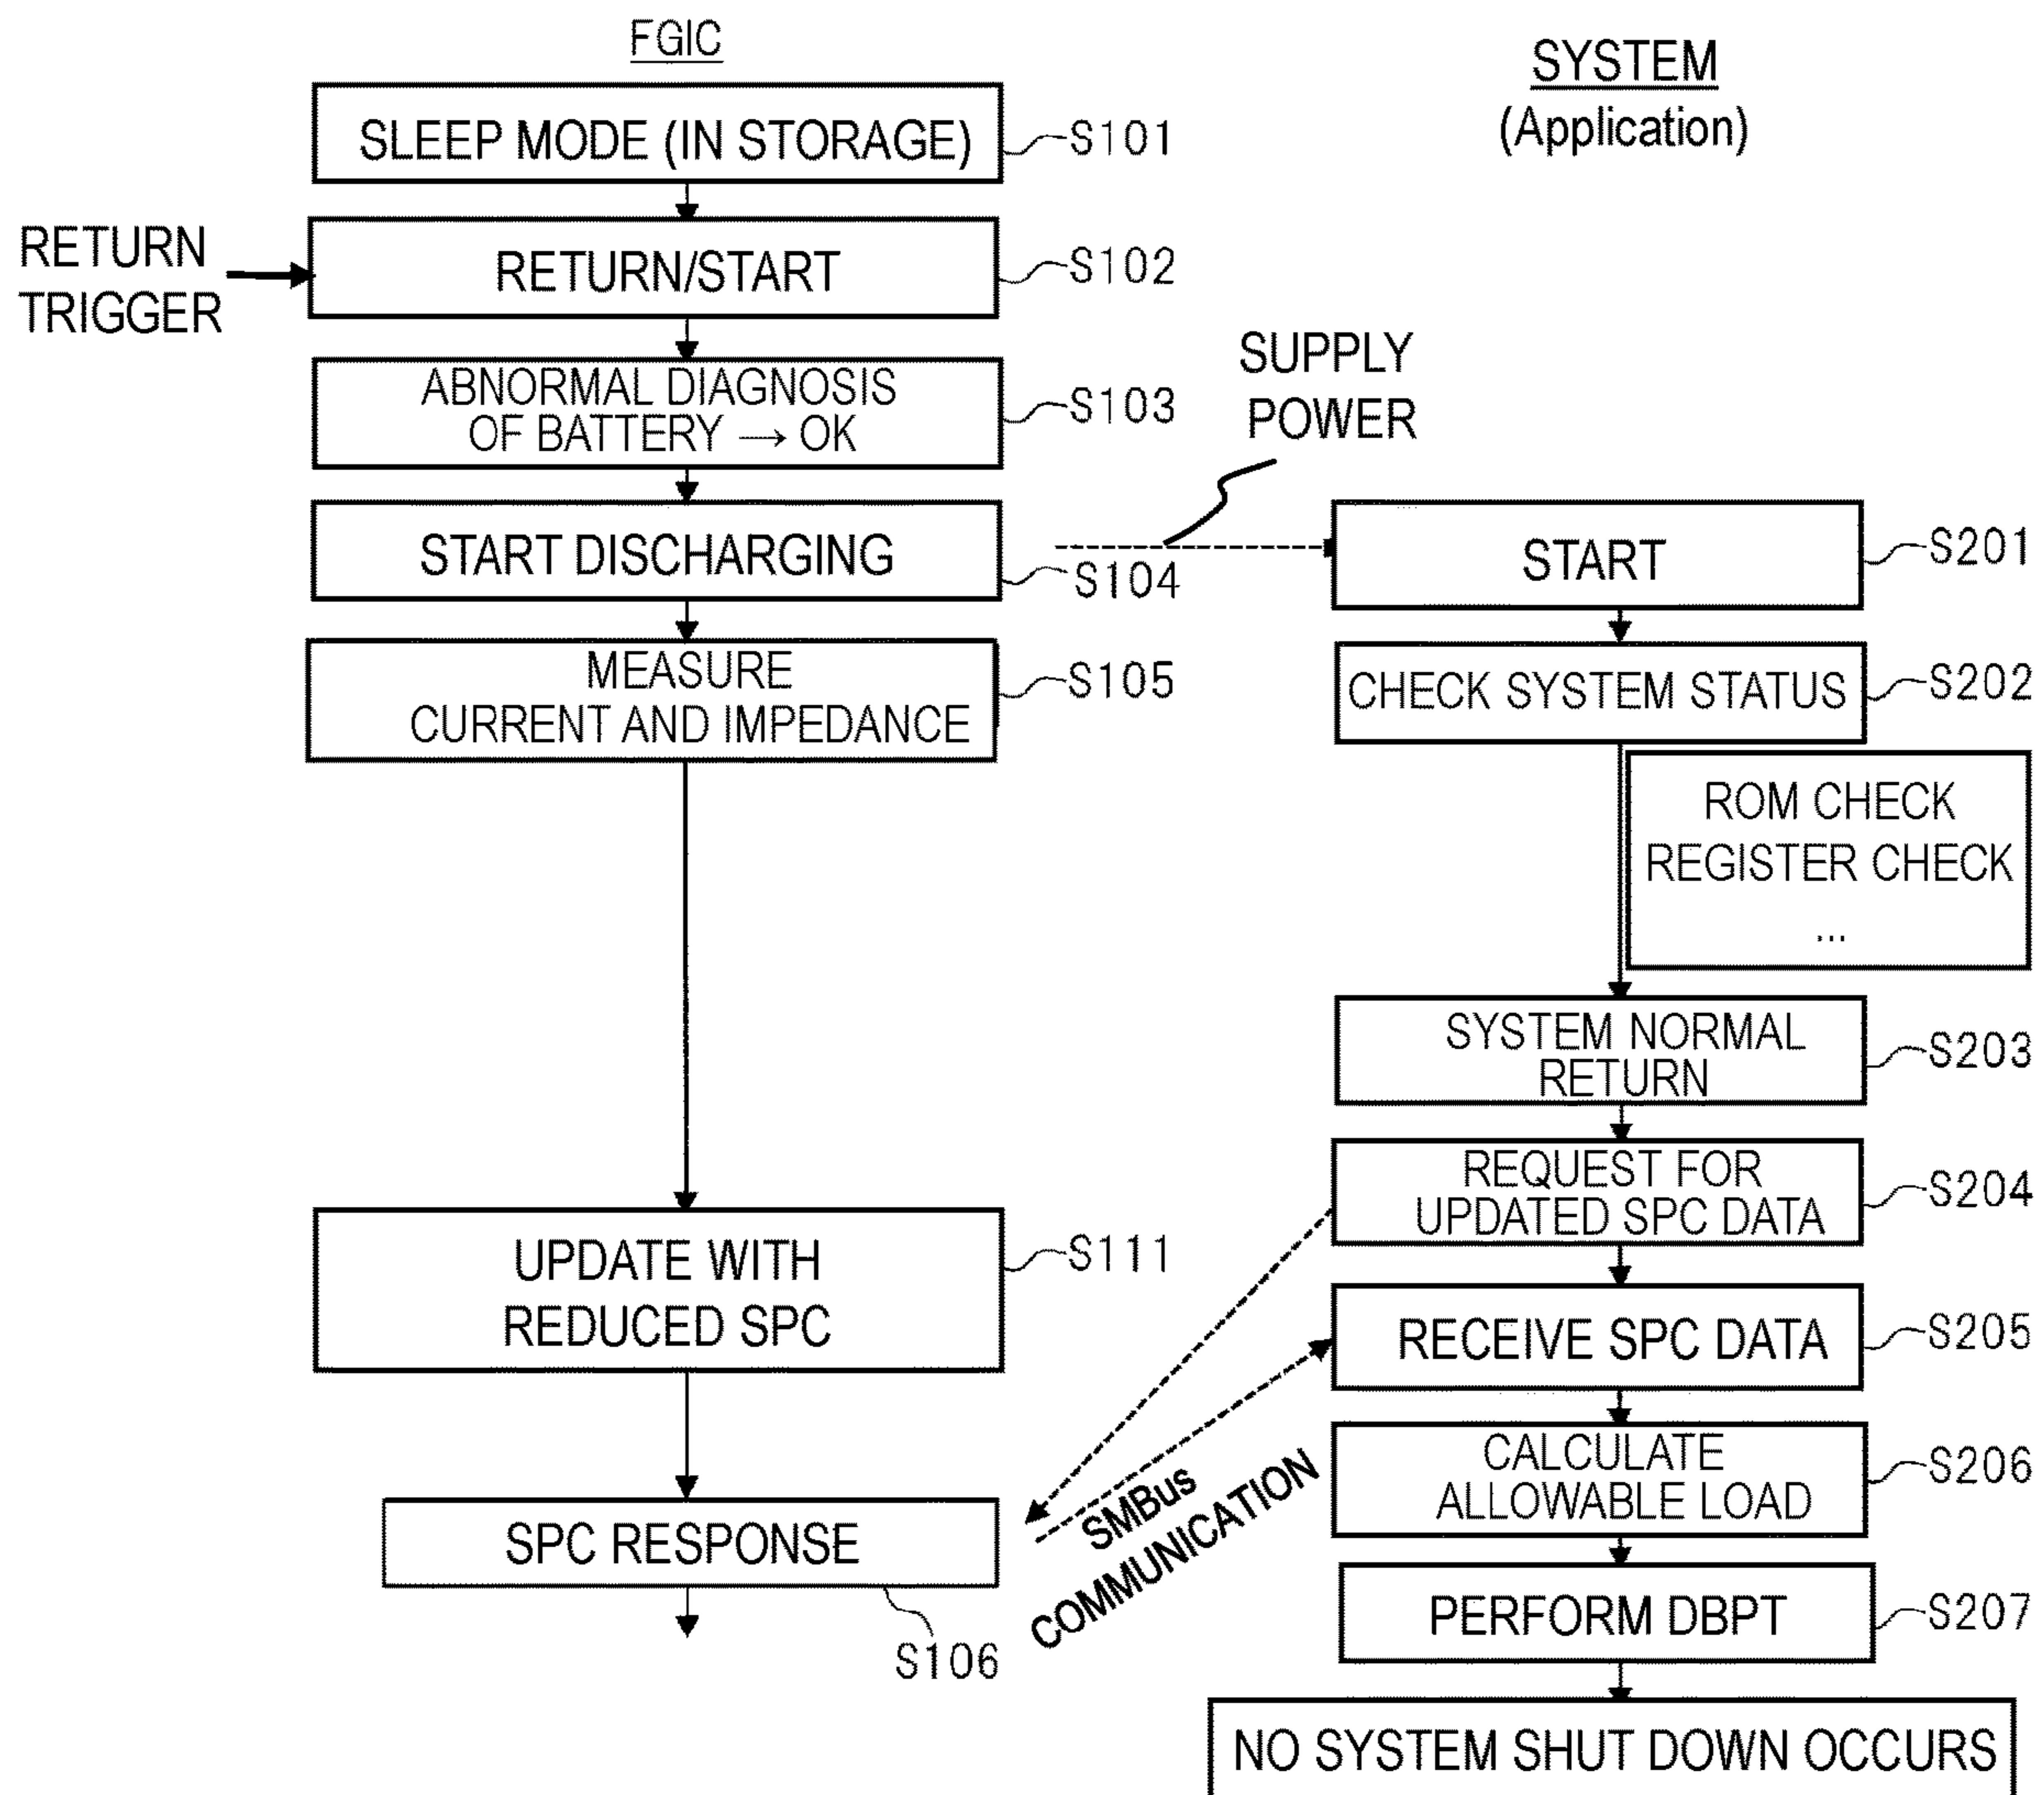 FGIC
SLEEP MODE (IN STORAGE)
S101
RETURN
TRIGGER
RETURN/START
S102
ABNORMAL DIAGNOSIS
OF BATTERY → OK
S103
START DISCHARGING
S104
MEASURE
CURRENT AND IMPEDANCE
S105
UPDATE WITH
REDUCED SPC
S111
SPC RESPONSE
S106
SUPPLY
POWER
SMBus
COMMUNICATION
SYSTEM
(Application)
START
S201
CHECK SYSTEM STATUS
S202
ROM CHECK
REGISTER CHECK
...
SYSTEM NORMAL
RETURN
S203
REQUEST FOR
UPDATED SPC DATA
S204
RECEIVE SPC DATA
S205
CALCULATE
ALLOWABLE LOAD
S206
PERFORM DBPT
S207
NO SYSTEM SHUT DOWN OCCURS